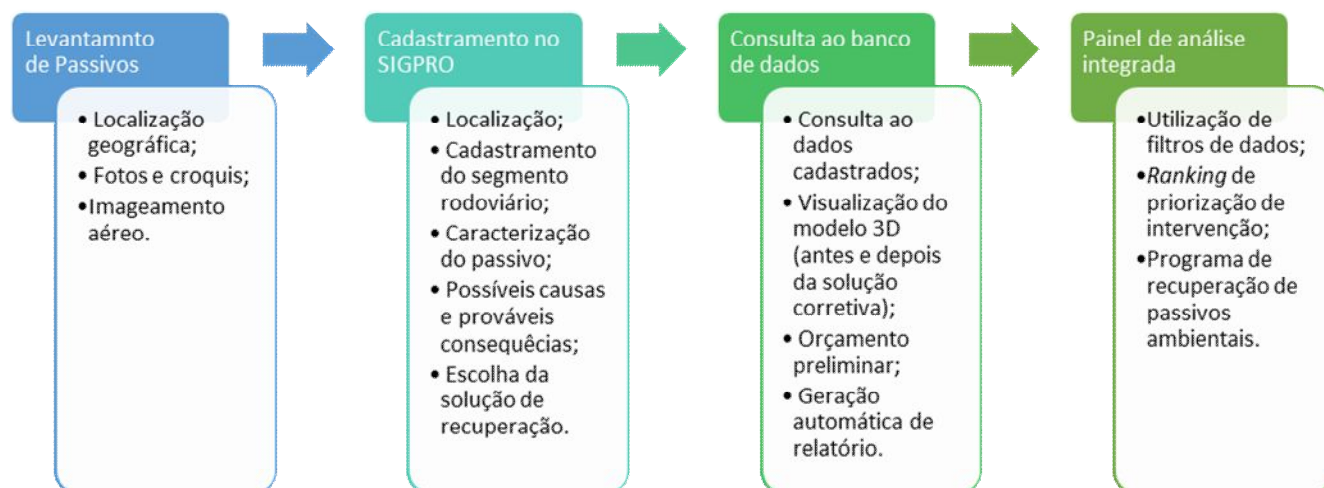 Levantamnto
de Passivos
• Localização
geográfica;
• Fotos e croquis;
•Imageamento
aéreo.
Cadastramento no
SIGPRO
• Localização;
• Cadastramento
do segmento
rodoviário;
• Caracterização
do passivo;
• Possíveis causas
e prováveis
consequêcias;
• Escolha da
solução de
recuperação.
Consulta ao banco
de dados
• Consulta ao
dados
cadastrados;
• Visualização do
modelo 3D
(antes e depois
da solução
corretiva);
• Orçamento
preliminar;
• Geração
automática de
relatório.
Painel de análise
integrada
•Utilização de
filtros de dados;
•Ranking de
priorização de
intervenção;
•Programa de
recuperação de
passivos
ambientais.